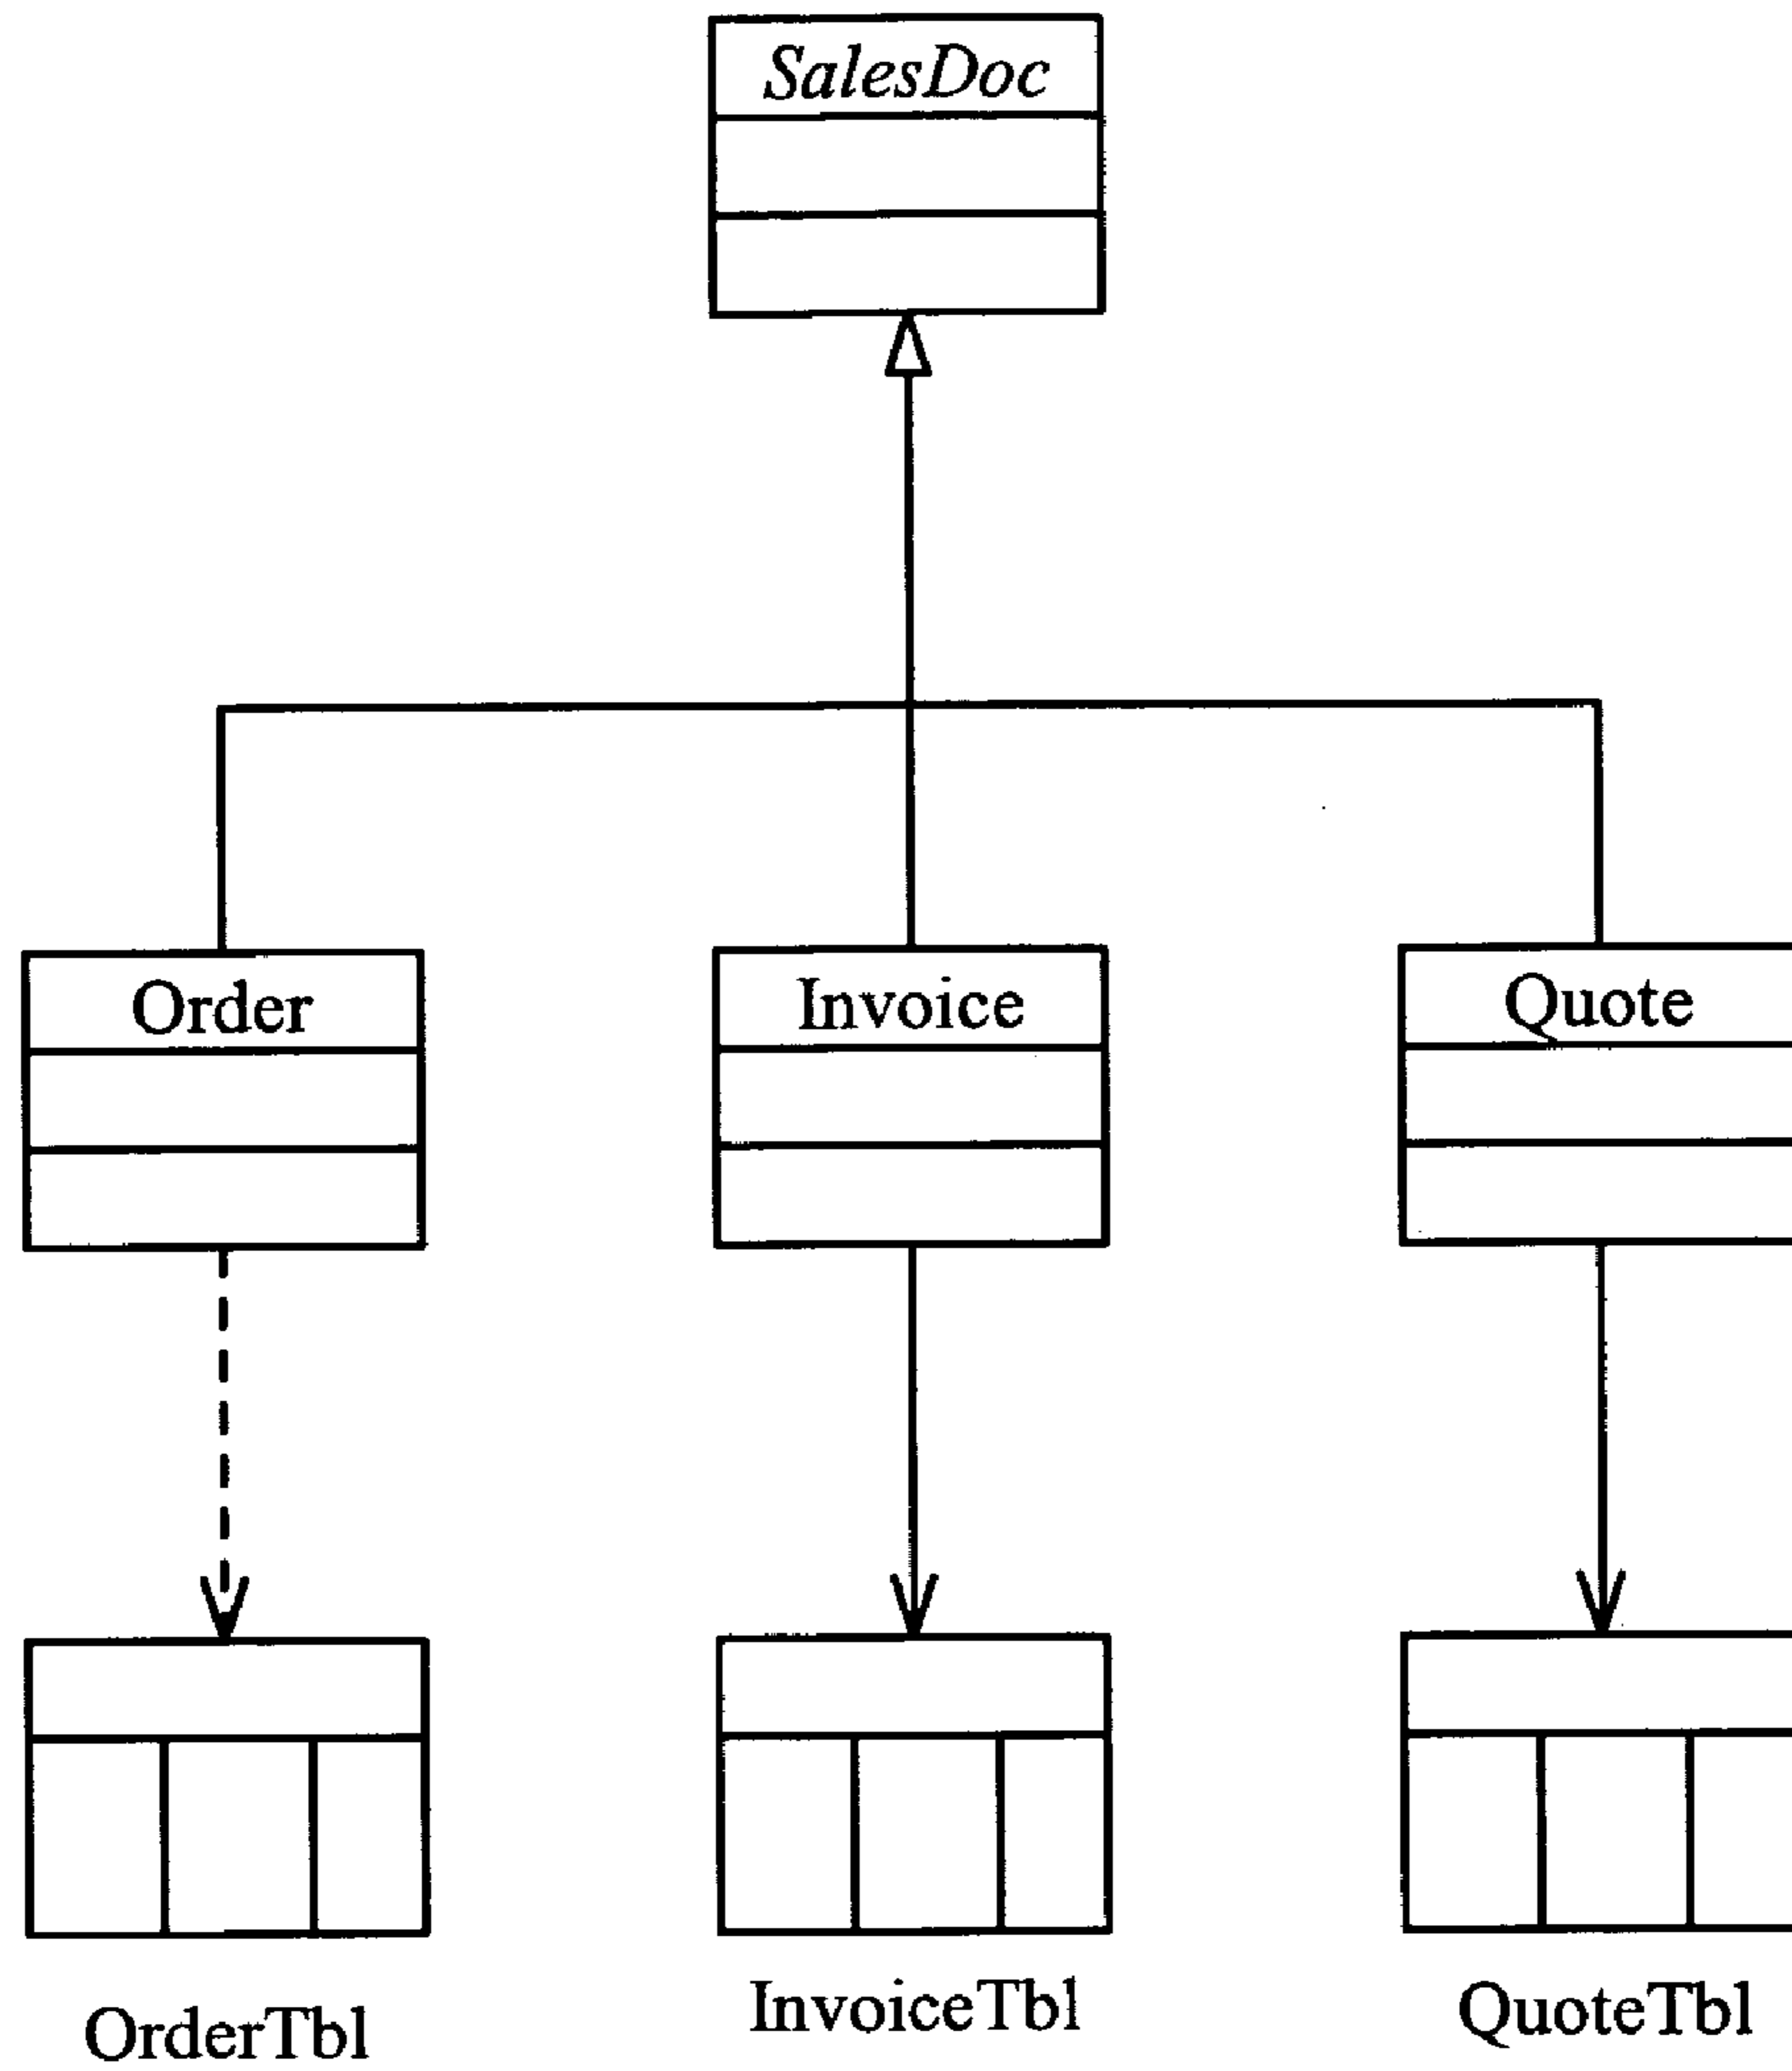 SalesDoc
Order
Invoice
Quote
OrderTbl
InvoiceTbl
QuoteTbl